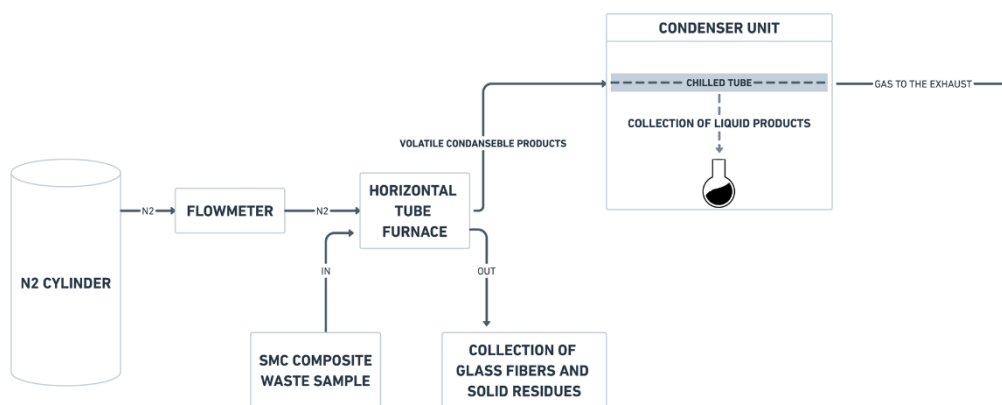 CONDENSER UNIT
CHILLED TUBE
GAS TO THE EXHAUST
COLLECTION OF LIQUID PRODUCTS
VOLATILE CONDANSEBLE PRODUCTS
N2 CYLINDER
N2
FLOWMETER
N2
HORIZONTAL
TUBE
FURNACE
IN
OUT
SMC COMPOSITE
WASTE SAMPLE
COLLECTION OF
GLASS FIBERS AND
SOLID RESIDUES